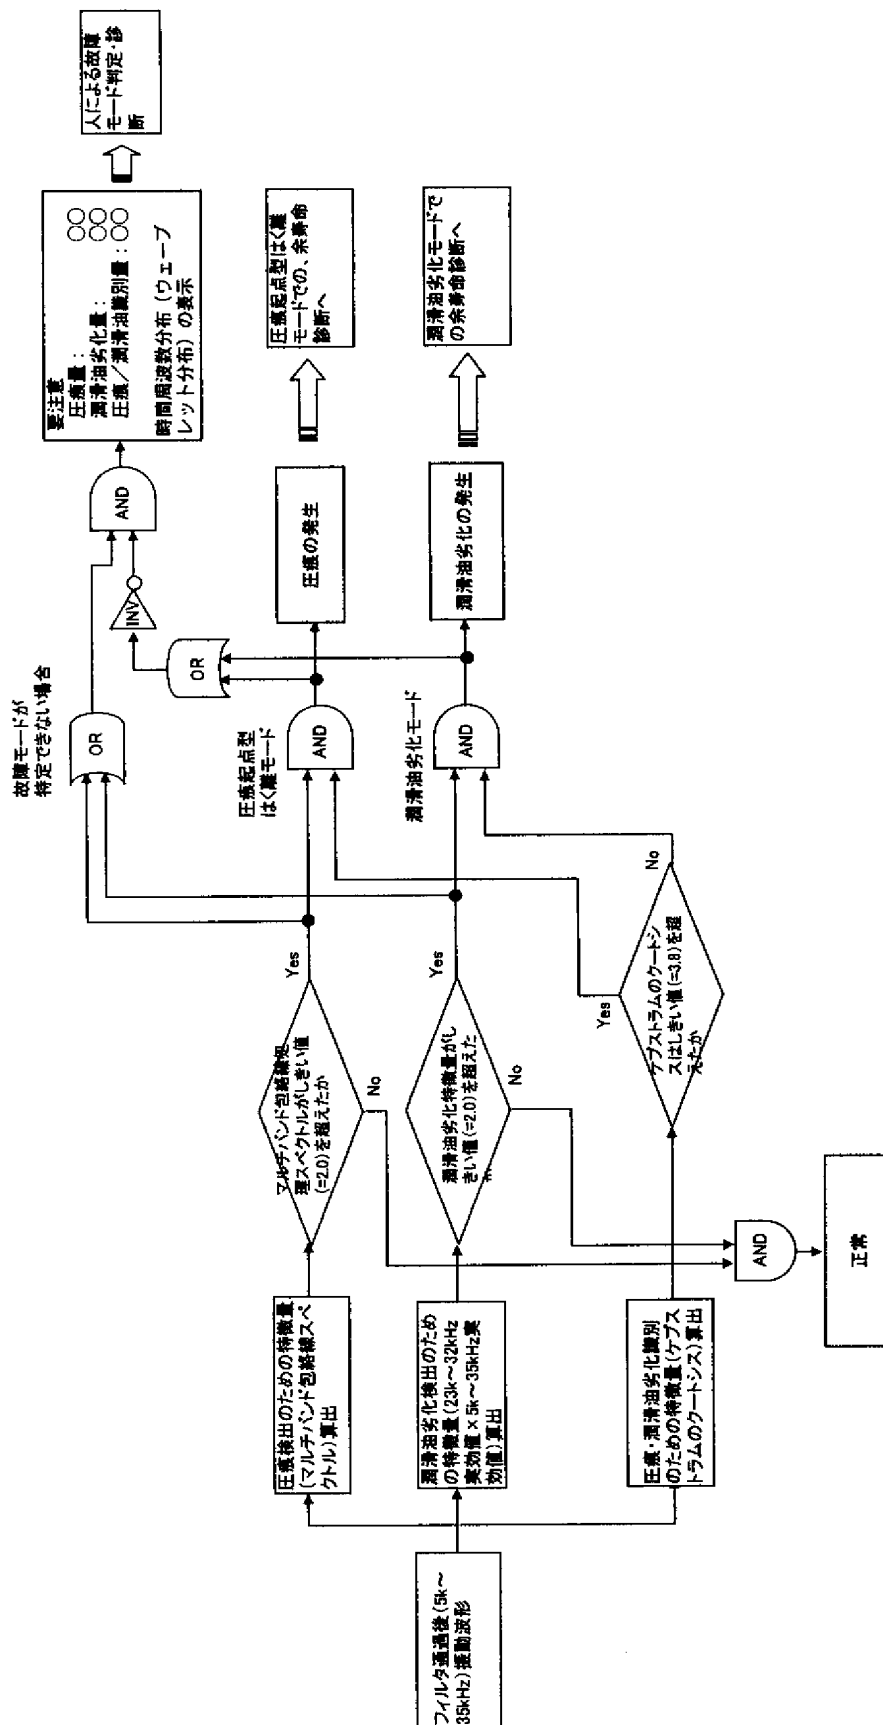 フィルタ通過後(5k～
35kHz)振動波形
圧痕検出のための特徴量
(マルチバンド包絡線スペ
クトル)算出
潤滑油劣化検出のため
の特徴量(23k～32kHz
実効値×5k～35kHz実
効値)算出
圧痕・潤滑油劣化識別
のための特徴量(ケプス
トラムのクートシス)算出
マルチバンド包絡線処
理スペクトルがしきい値
(=2.0)を超えたか
Yes
No
潤滑油劣化特徴量がし
きい値(=2.0)を超えた
か
Yes
No
ケプストラムのクートシ
スはしきい値(=3.8)を超
えたか
Yes
No
AND
正常
故障モードが
特定できない場合
OR
圧痕起点型
はく離モード
AND
潤滑油劣化モード
AND
OR
INV
AND
圧痕の発生
潤滑油劣化の発生
要注意
圧痕量: ○○
潤滑油劣化量: ○○
圧痕/潤滑油識別量: ○○
時間周波数分布(ウェーブ
レット分布)の表示
圧痕起点型はく離
モードでの、余寿命
診断へ
潤滑油劣化モードで
の余寿命診断へ
人による故障
モード判定・診
断